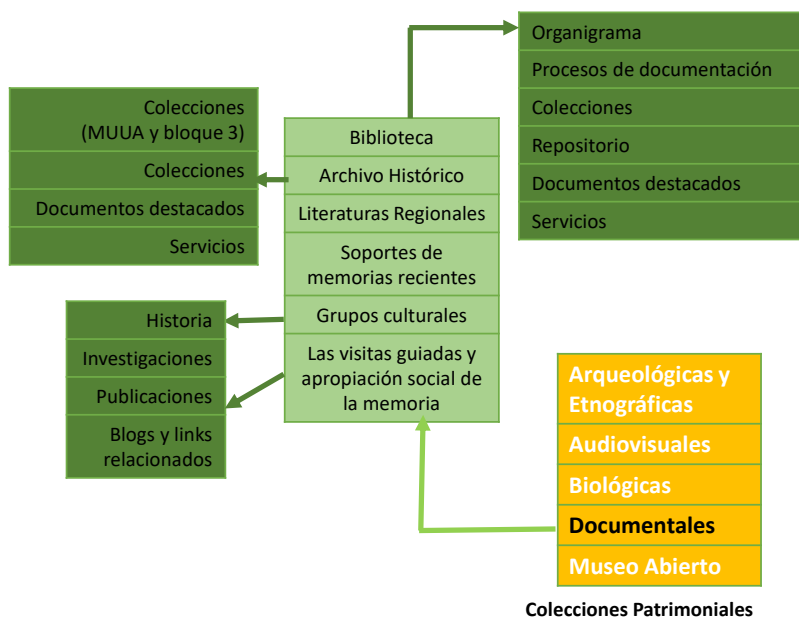 Organigrama
Procesos de documentación
Colecciones
Repositorio
Documentos destacados
Servicios
Colecciones
(MUUA y bloque 3)
Colecciones
Documentos destacados
Servicios
Biblioteca
Archivo Histórico
Literaturas Regionales
Soportes de
memorias recientes
Grupos culturales
Las visitas guiadas y
apropiación social de
la memoria
Historia
Investigaciones
Publicaciones
Blogs y links
relacionados
Arqueológicas y
Etnográficas
Audiovisuales
Biológicas
Documentales
Museo Abierto
Colecciones Patrimoniales